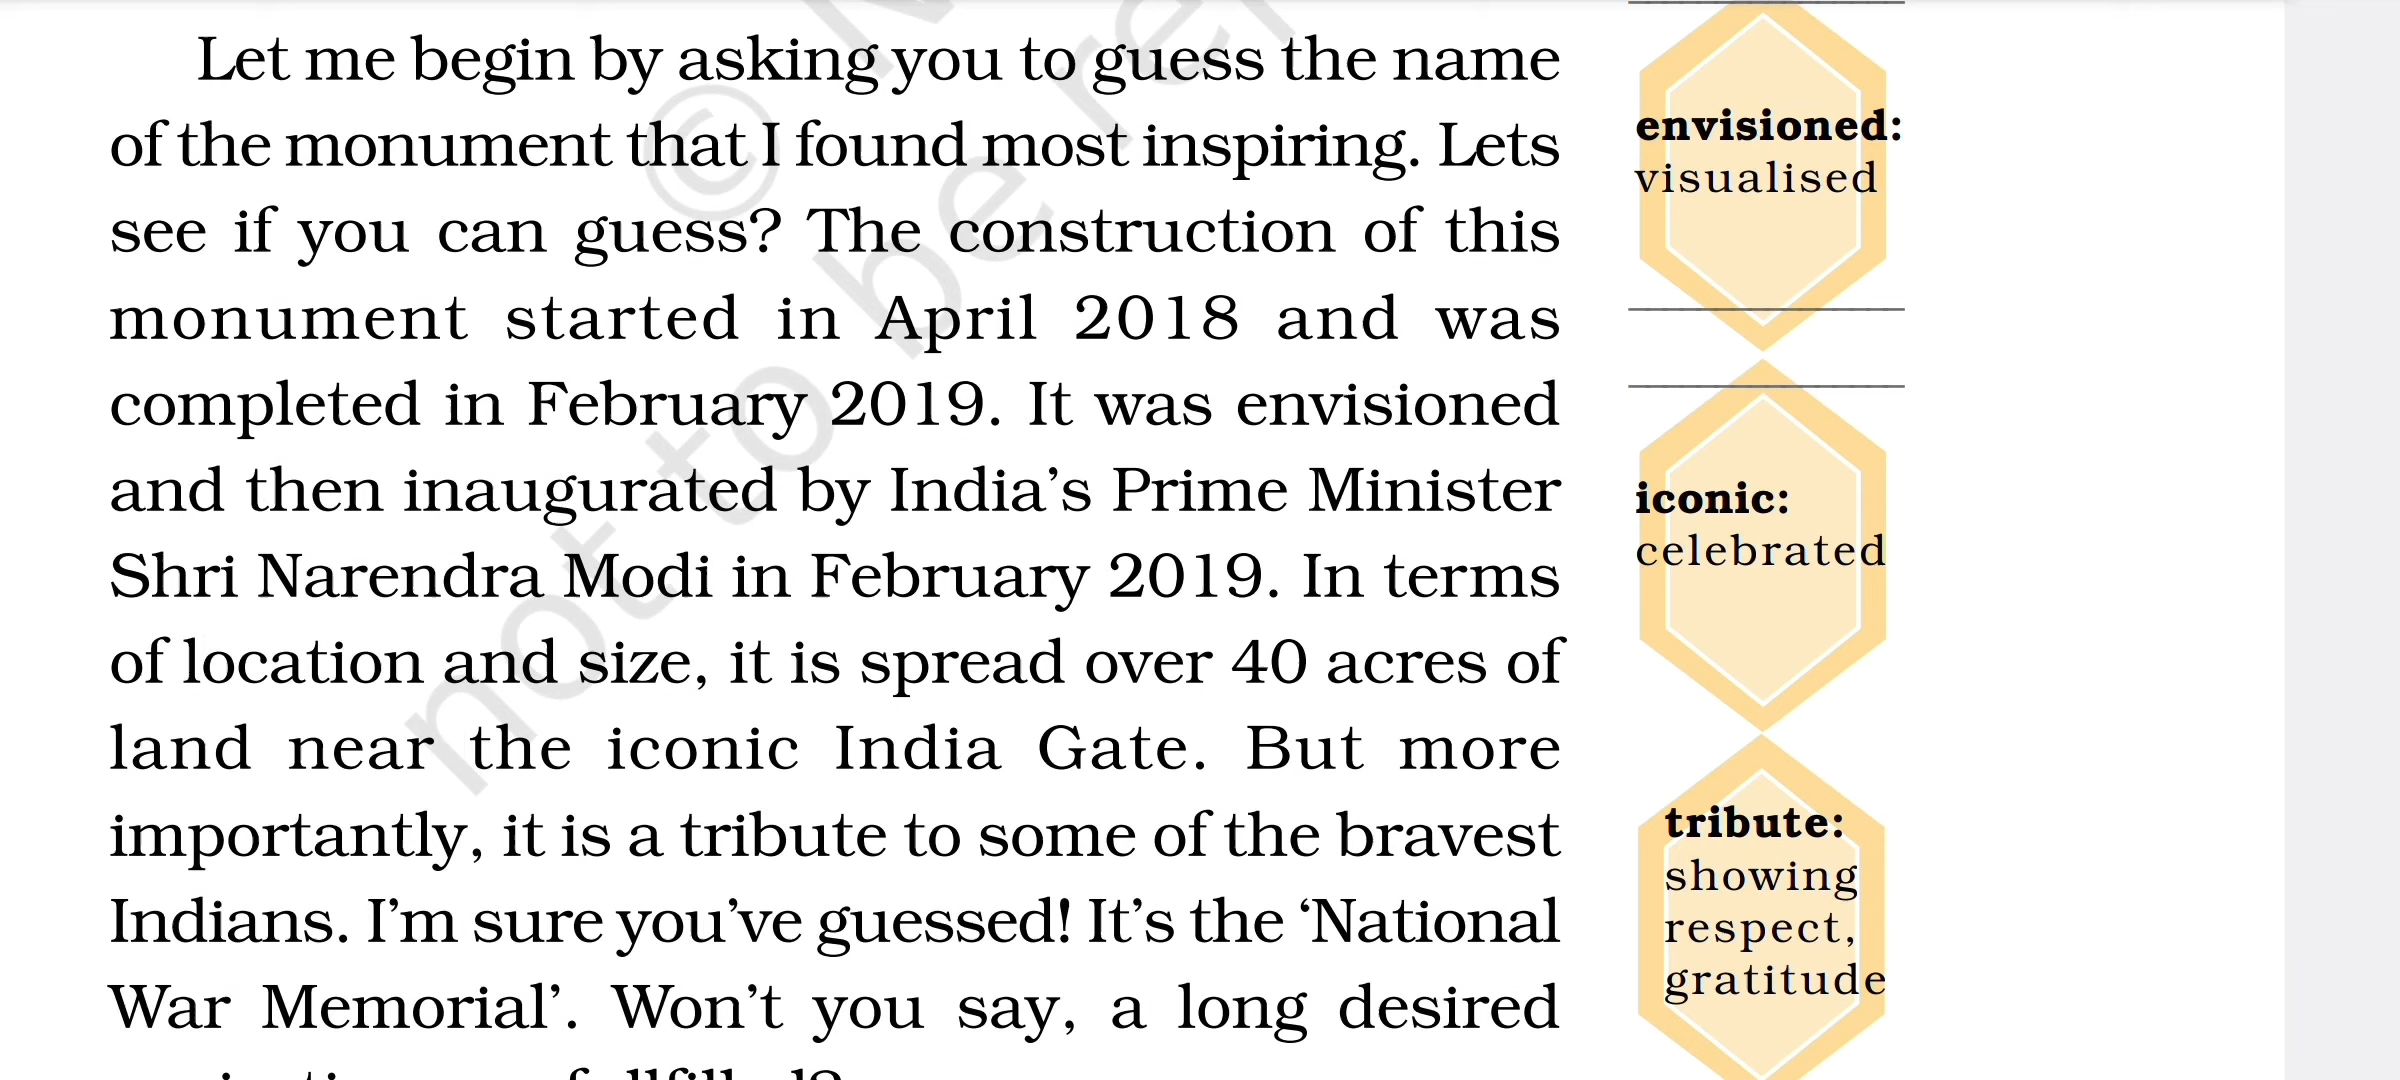 Let me begin by asking you to guess the name
of the monument that I found most inspiring. Lets
see if you can guess? The construction of this
monument started in April 2018 and was
completed in February 2019. It was envisioned
and then inaugurated by India’s Prime Minister
Shri Narendra Modi in February 2019. In terms
of location and size, it is spread over 40 acres of
land near the iconic India Gate. But more
importantly, it is a tribute to some of the bravest
Indians. I’m sure you’ve guessed! It’s the ‘National
War Memorial’. Won’t you say, a long desired
envisioned:
visualised
iconic:
celebrated
tribute:
showing
respect,
gratitude
©
not to be